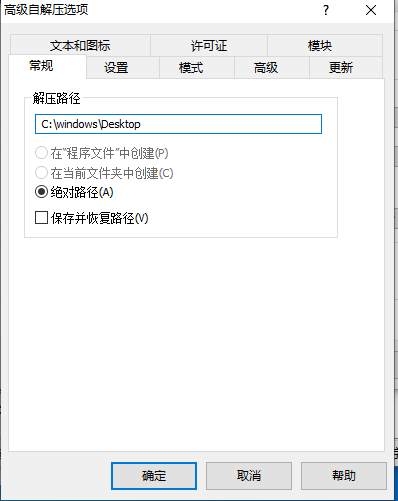 高级自解压选项
?
文本和图标 许可证 模块
常规 设置 模式 高级 更新
解压路径
C:\windows\Desktop
在“程序文件”中创建(P)
在当前文件夹中创建(C)
绝对路径(A)
保存并恢复路径(V)
确定 取消 帮助